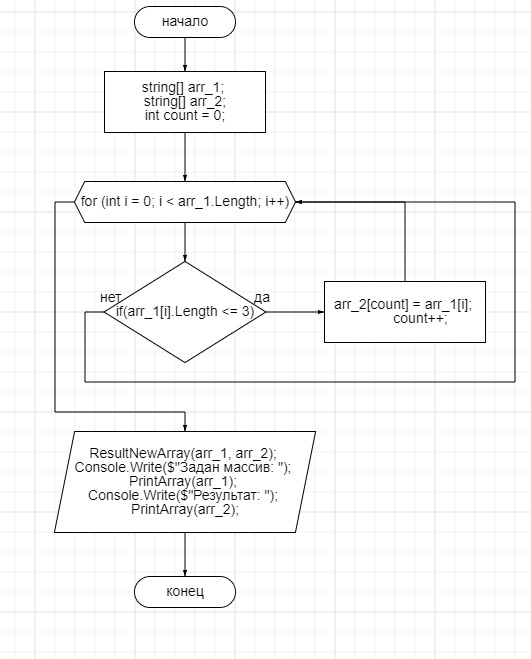 начало
string[] arr_1;
string[] arr_2;
int count = 0;
for (int i = 0; i < arr_1.Length; i++)
нет
да
if(arr_1[i].Length <= 3)
arr_2[count] = arr_1[i];
count++;
ResultNewArray(arr_1, arr_2);
Console.Write($"Задан массив: ");
PrintArray(arr_1);
Console.Write($"Результат: ");
PrintArray(arr_2);
конец